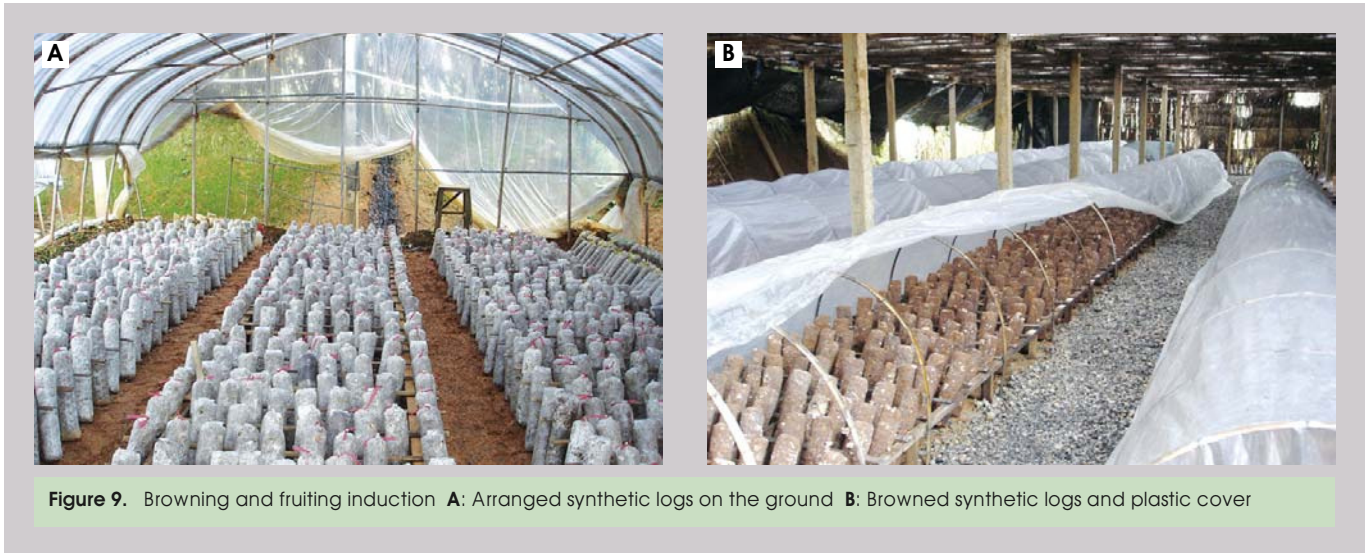 A
B
Figure 9. Browning and fruiting induction A: Arranged synthetic logs on the ground B: Browned synthetic logs and plastic cover